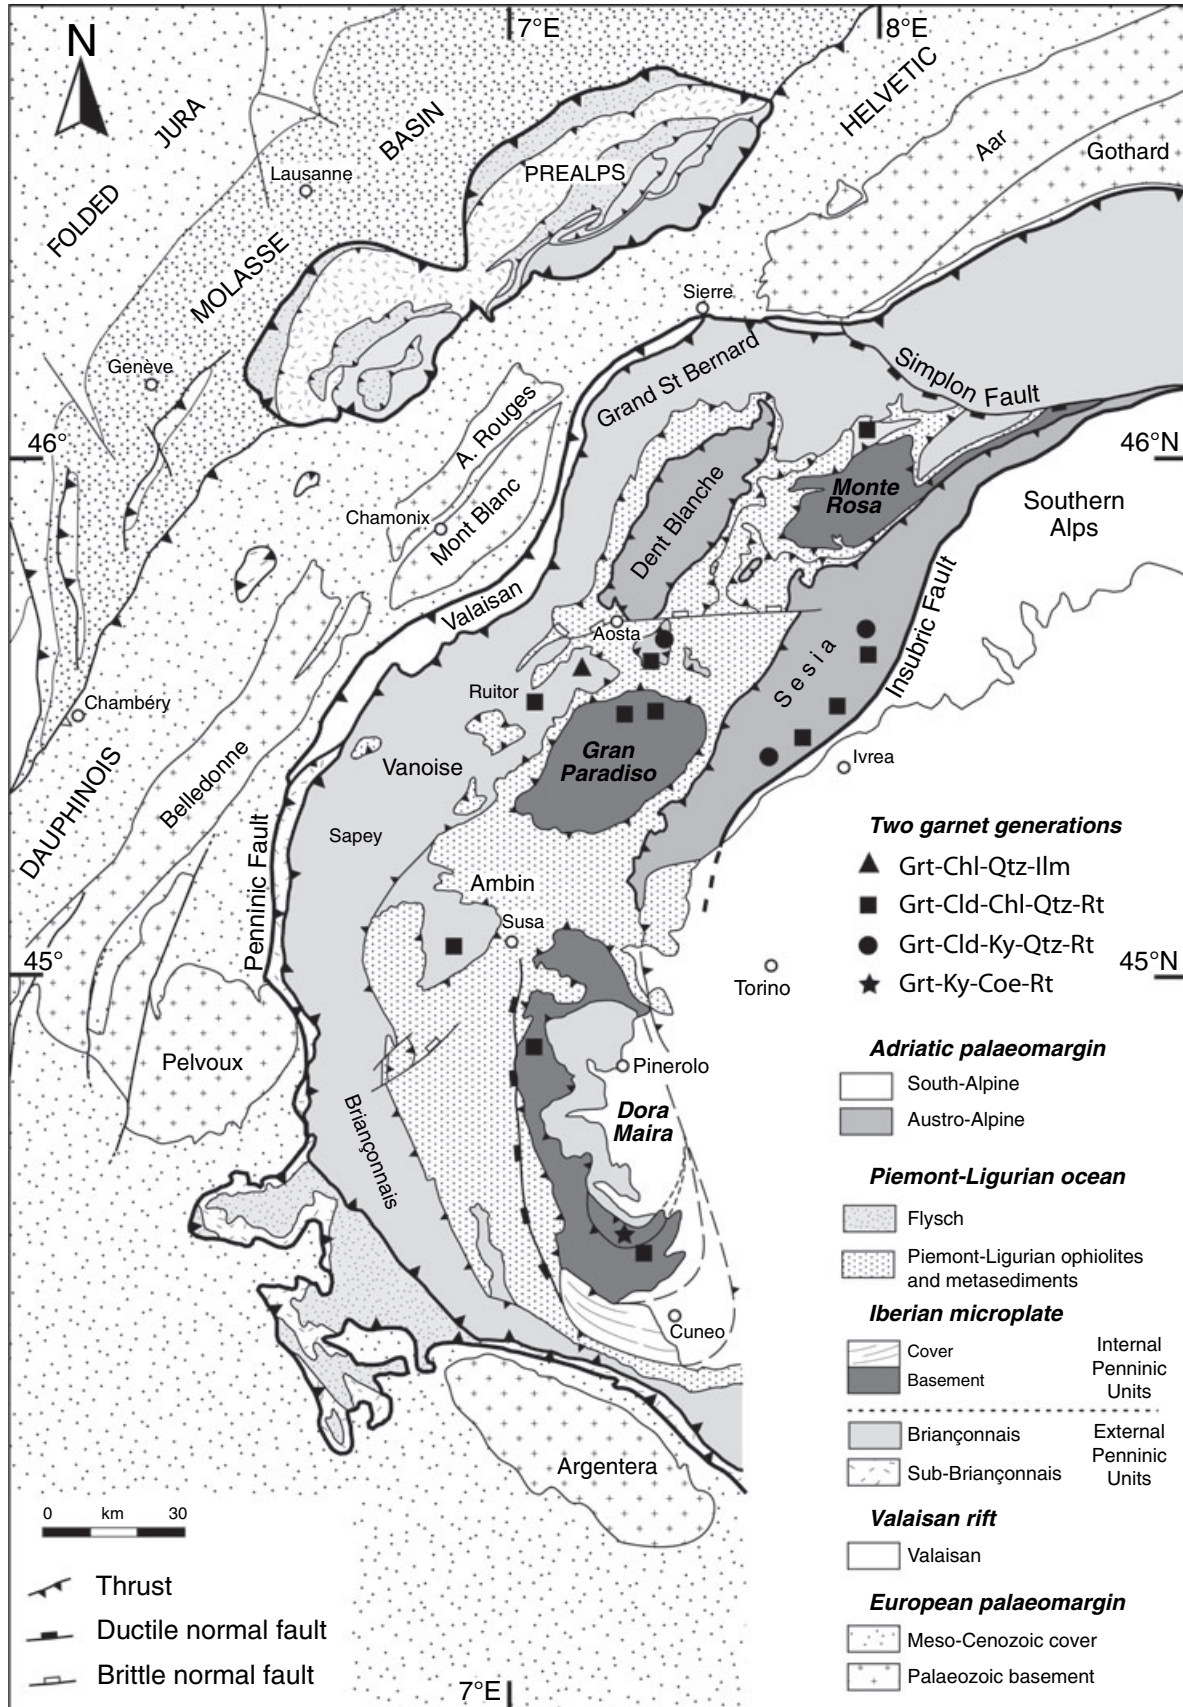 7°E
8°E
N
JURA
FOLDED
BASIN
MOLASSE
Lausanne
PREALPS
HELVETIC
Aar
Gothard
Sierre
Genève
Grand St Bernard
Simplon Fault
46°
46°N
A. Rouges
Mont Blanc
Chamonix
Monte
Rosa
Dent Blanche
Southern
Alps
Valaisan
Aosta
Sesia
Insubric Fault
Ruitor
Chambéry
Belledonne
DAUPHINOIS
Vanoise
Gran
Paradiso
Ivrea
Sapey
Penninic Fault
Ambin
Susa
45°
45°N
Torino
Pelvoux
Pinerolo
Dora
Maira
Briançonnais
Cuneo
Argentera
Two garnet generations
Grt-Chl-Qtz-Ilm
Grt-Cld-Chl-Qtz-Rt
Grt-Cld-Ky-Qtz-Rt
Grt-Ky-Coe-Rt
Adriatic palaeomargin
South-Alpine
Austro-Alpine
Piemont-Ligurian ocean
Flysch
Piemont-Ligurian ophiolites
and metasediments
Iberian microplate
Cover
Basement
Internal
Penninic
Units
Briançonnais
Sub-Briançonnais
External
Penninic
Units
Valaisan rift
Valaisan
European palaeomargin
Meso-Cenozoic cover
Palaeozoic basement
0 km 30
Thrust
Ductile normal fault
Brittle normal fault
7°E